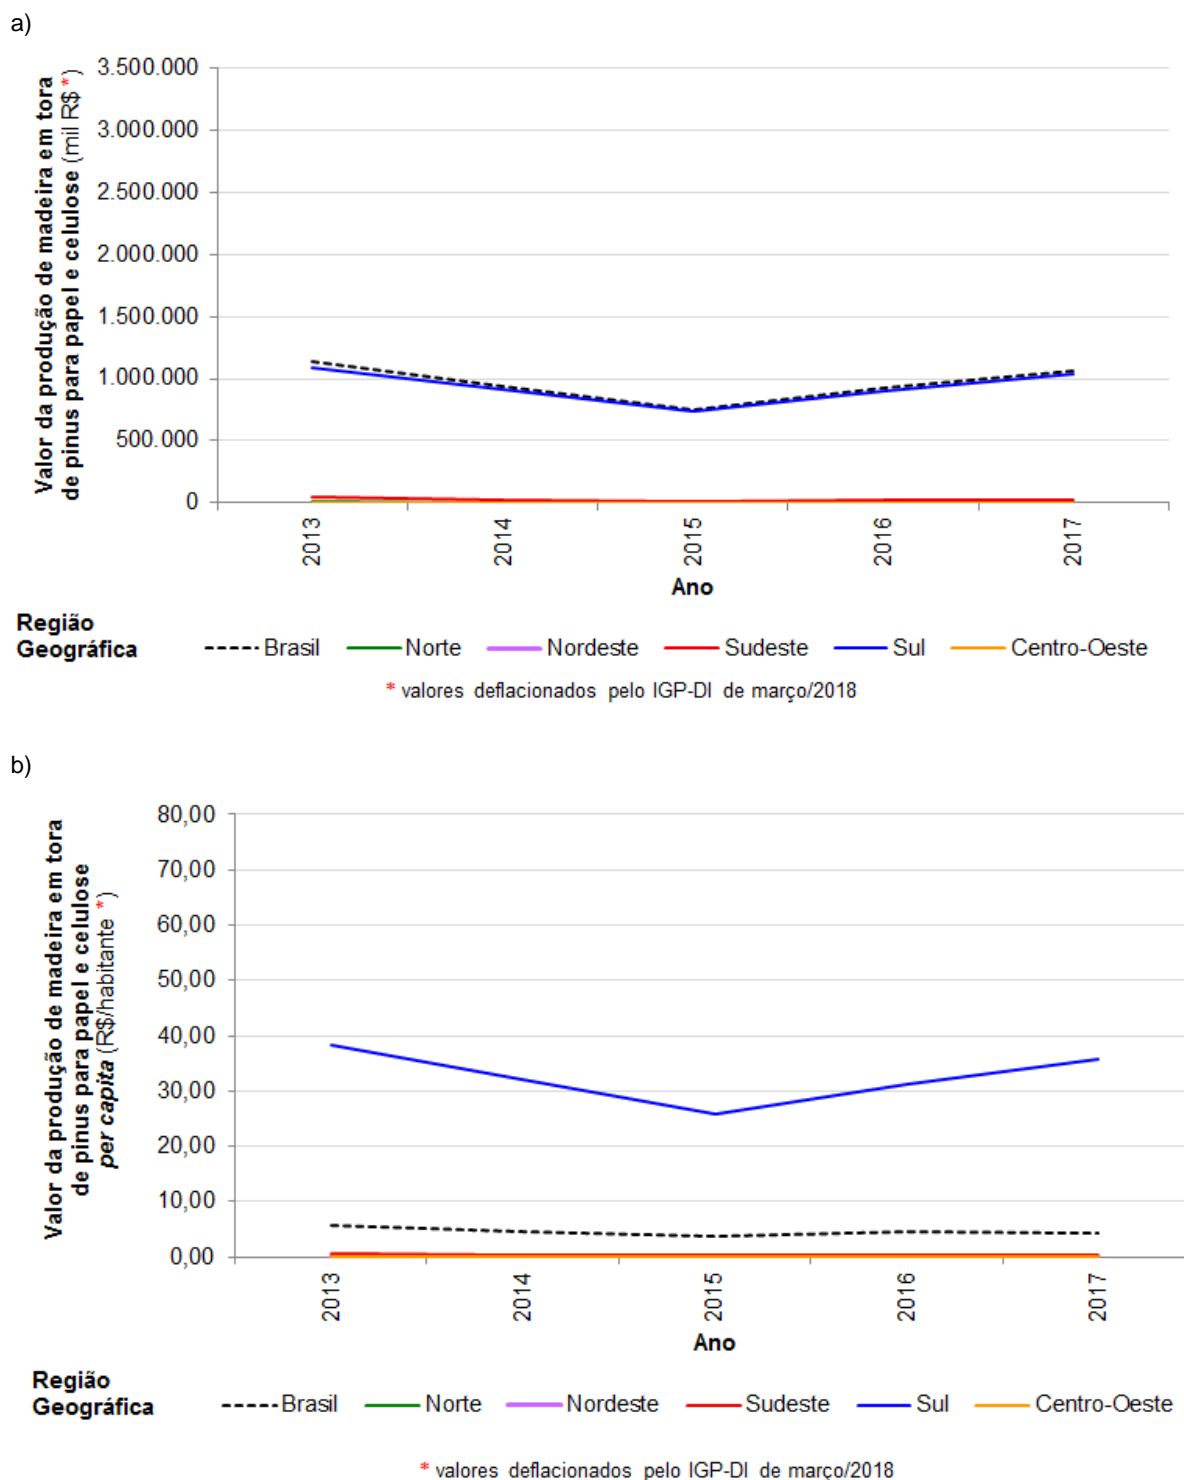 a)
Valor da produção de madeira em tora
de pinus para papel e celulose (mil R$ *)
3.500.000
3.000.000
2.500.000
2.000.000
1.500.000
1.000.000
500.000
0
2013
2014
2015
2016
2017
Ano
Região
Geográfica
Brasil
Norte
Nordeste
Sudeste
Sul
Centro-Oeste
* valores deflacionados pelo IGP-DI de março/2018
b)
Valor da produção de madeira em tora
de pinus para papel e celulose
per capita (R$/habitante *)
80,00
70,00
60,00
50,00
40,00
30,00
20,00
10,00
0,00
2013
2014
2015
2016
2017
Ano
Região
Geográfica
Brasil
Norte
Nordeste
Sudeste
Sul
Centro-Oeste
* valores deflacionados pelo IGP-DI de março/2018